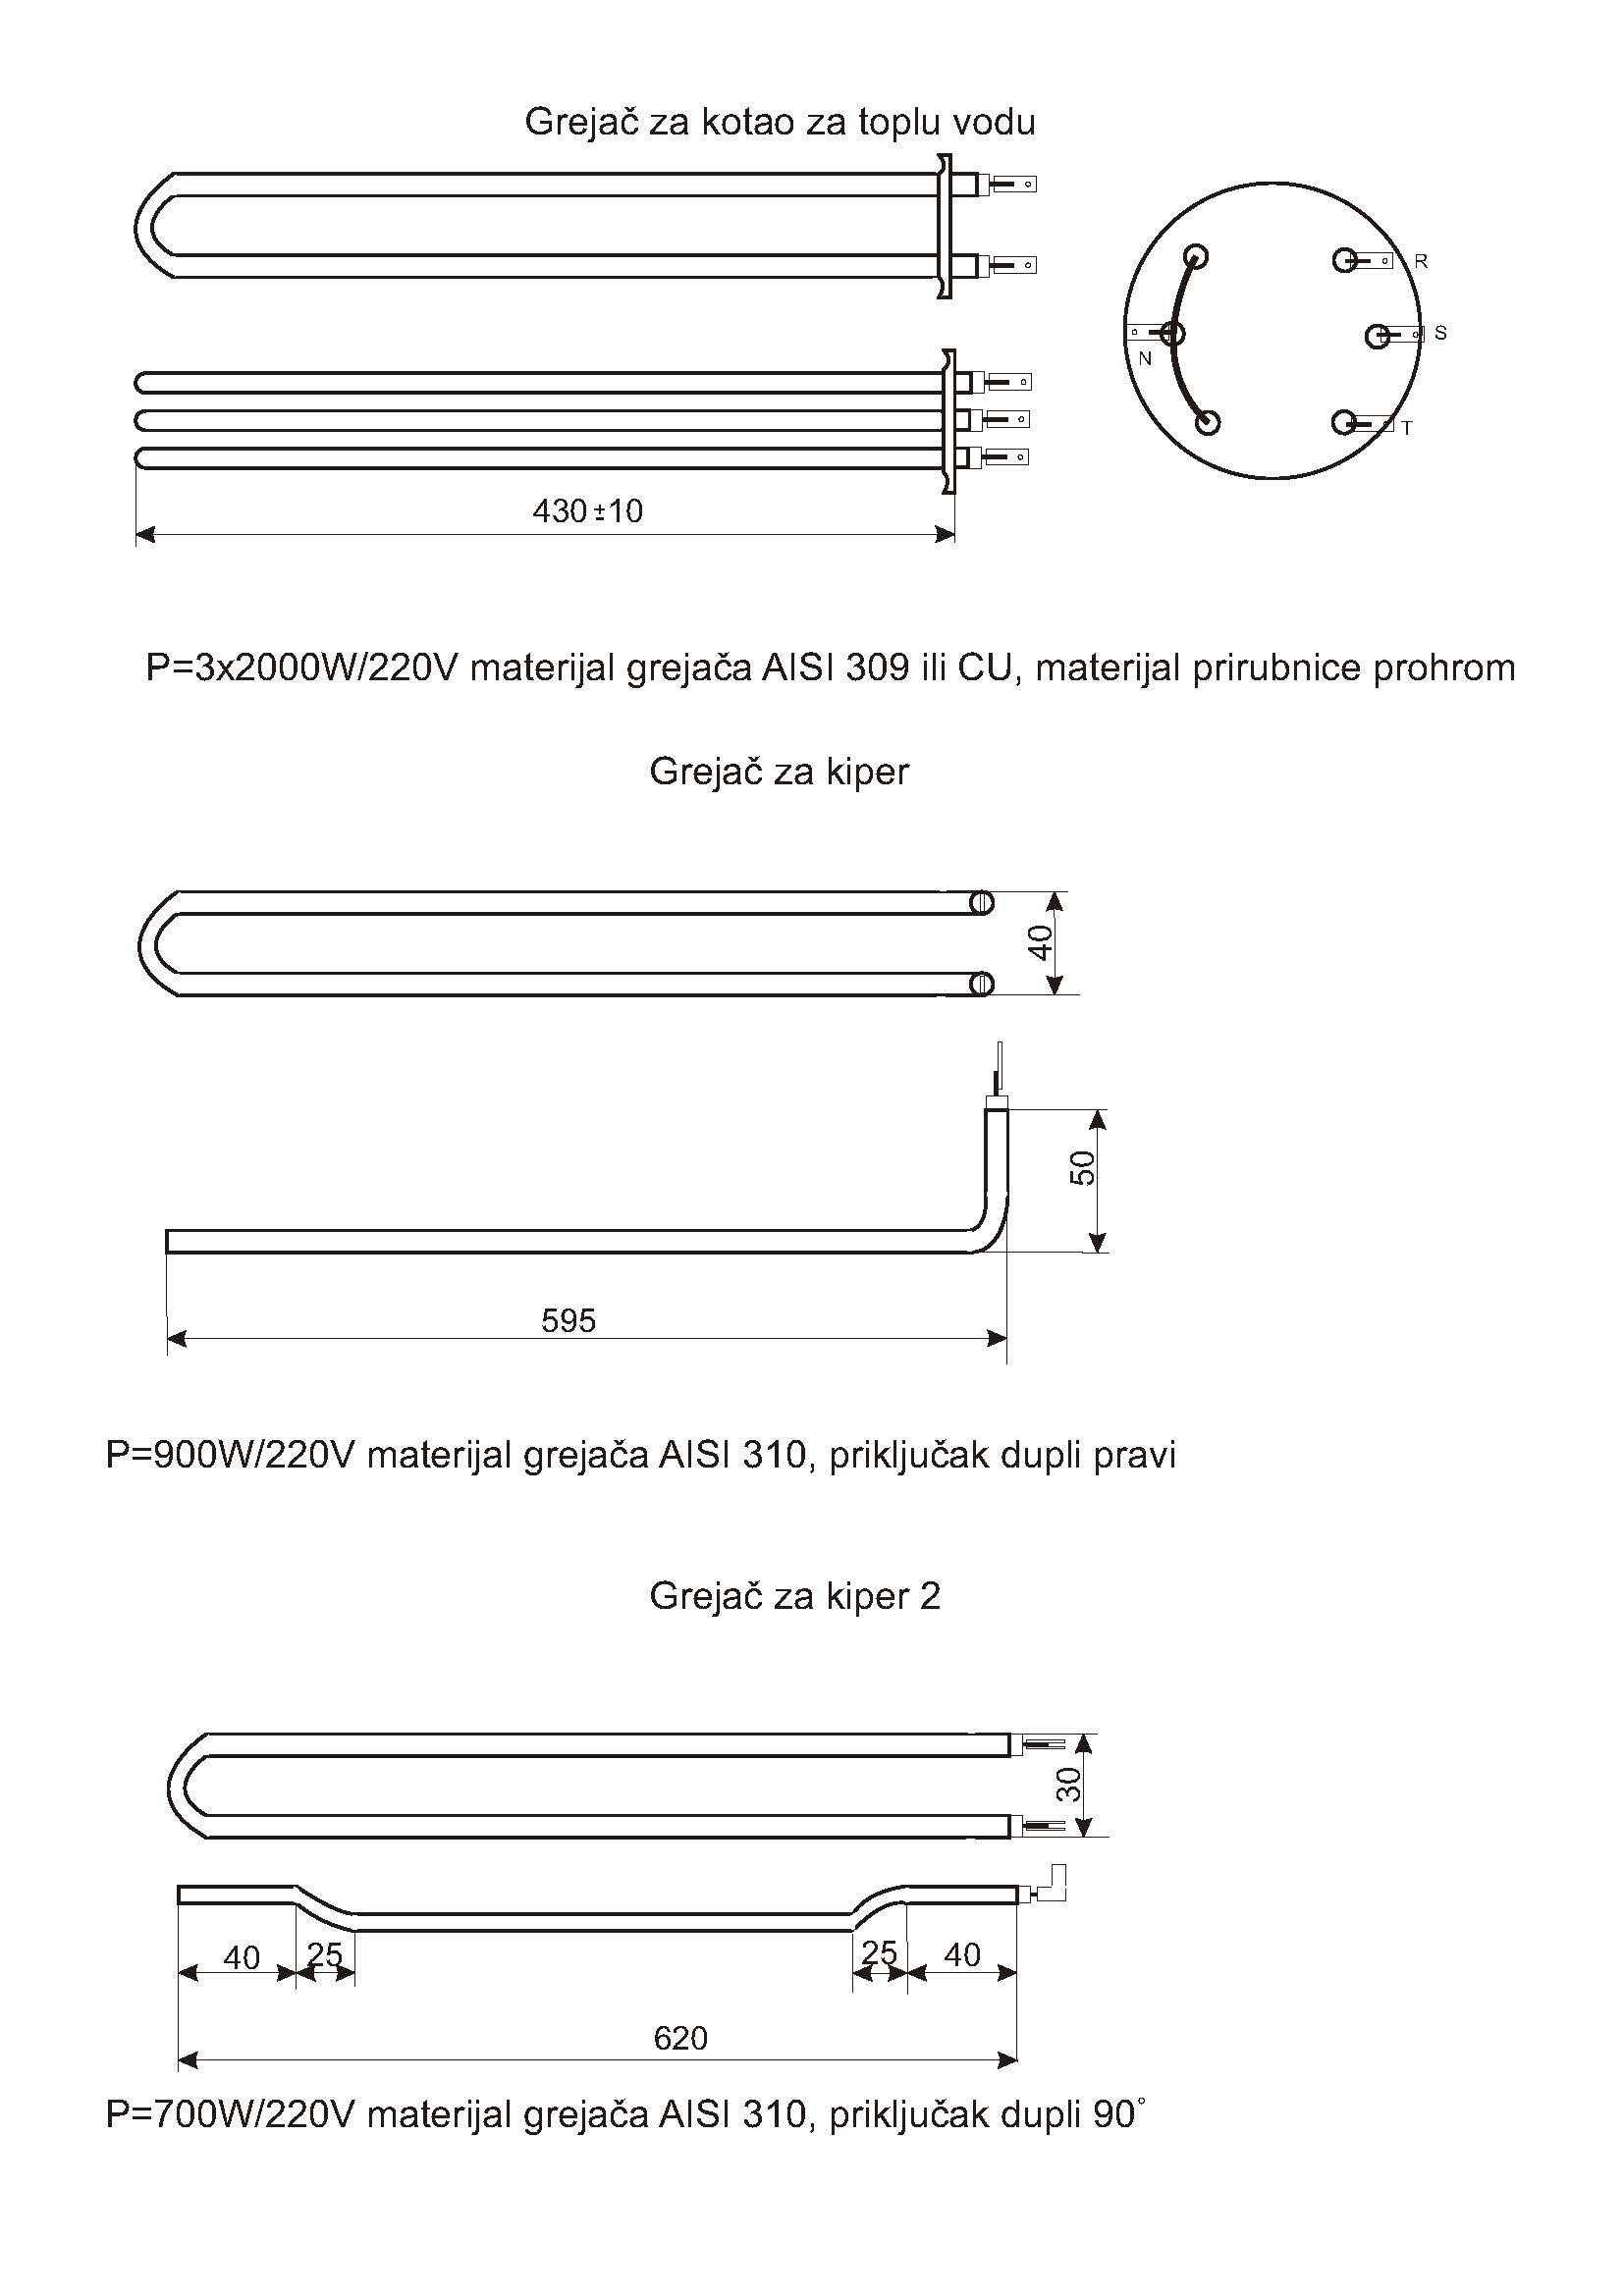 Grejač za kotao za toplu vodu
R
S
N
T
430±10
P=3x2000W/220V materijal grejača AISI 309 ili CU, materijal prirubnice prohrom
Grejač za kiper
40
50
595
P=900W/220V materijal grejača AISI 310, priključak dupli pravi
Grejač za kiper 2
30
40 25 25 40
620
P=700W/220V materijal grejača AISI 310, priključak dupli 90°